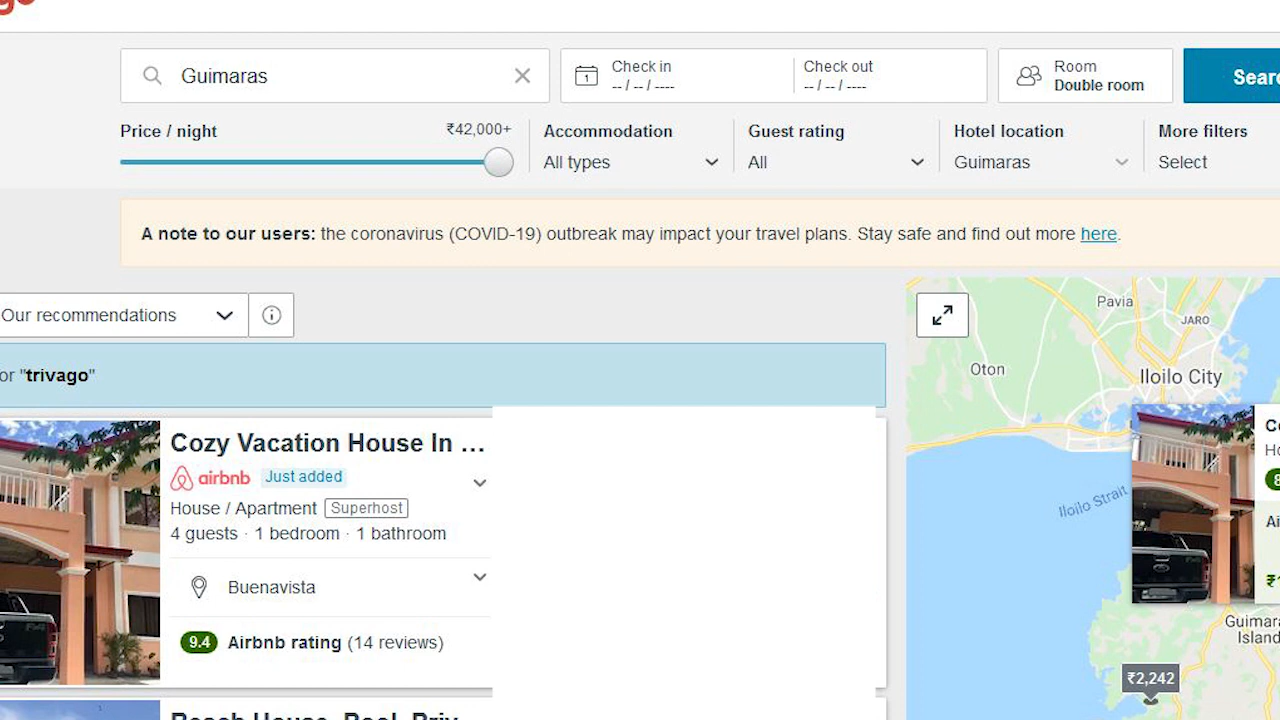 Guimaras
Check in
-- / -- / ----
Check out
-- / -- / ----
Room
Double room
Price / night
₹42,000+
Accommodation
All types
Guest rating
All
Hotel location
Guimaras
More filters
Select
A note to our users: the coronavirus (COVID-19) outbreak may impact your travel plans. Stay safe and find out more here.
Our recommendations
or "trivago"
Cozy Vacation House In ...
airbnb Just added
House / Apartment Superhost
4 guests · 1 bedroom · 1 bathroom
Buenavista
9.4 Airbnb rating (14 reviews)
Pavia
JARO
Oton
Iloilo City
Iloilo Strait
Island
₹2,242